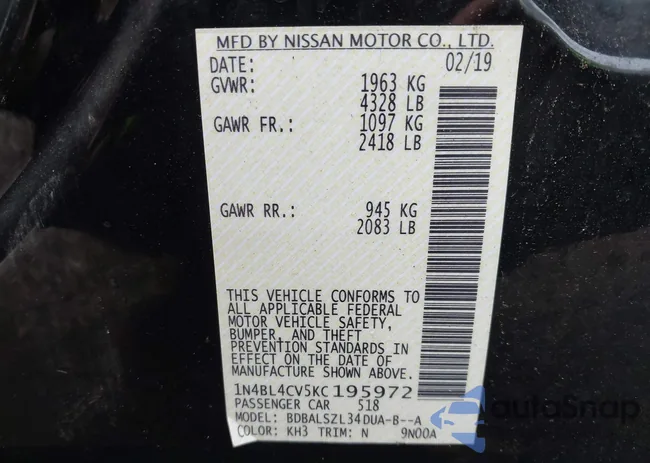 MFD BY NISSAN MOTOR CO., LTD.
DATE: 02/19
GVWR: 1963 KG
4328 LB
GAWR FR.: 1097 KG
2418 LB
GAWR RR.: 945 KG
2083 LB
THIS VEHICLE CONFORMS TO
ALL APPLICABLE FEDERAL
MOTOR VEHICLE SAFETY,
BUMPER, AND THEFT
PREVENTION STANDARDS IN
EFFECT ON THE DATE OF
MANUFACTURE SHOWN ABOVE.
1N4BL4CV5KC195972
PASSENGER CAR 518
MODEL: BDBALSZL34DUA-B--A
COLOR: KH3 TRIM: N 9N00A
autoSnap